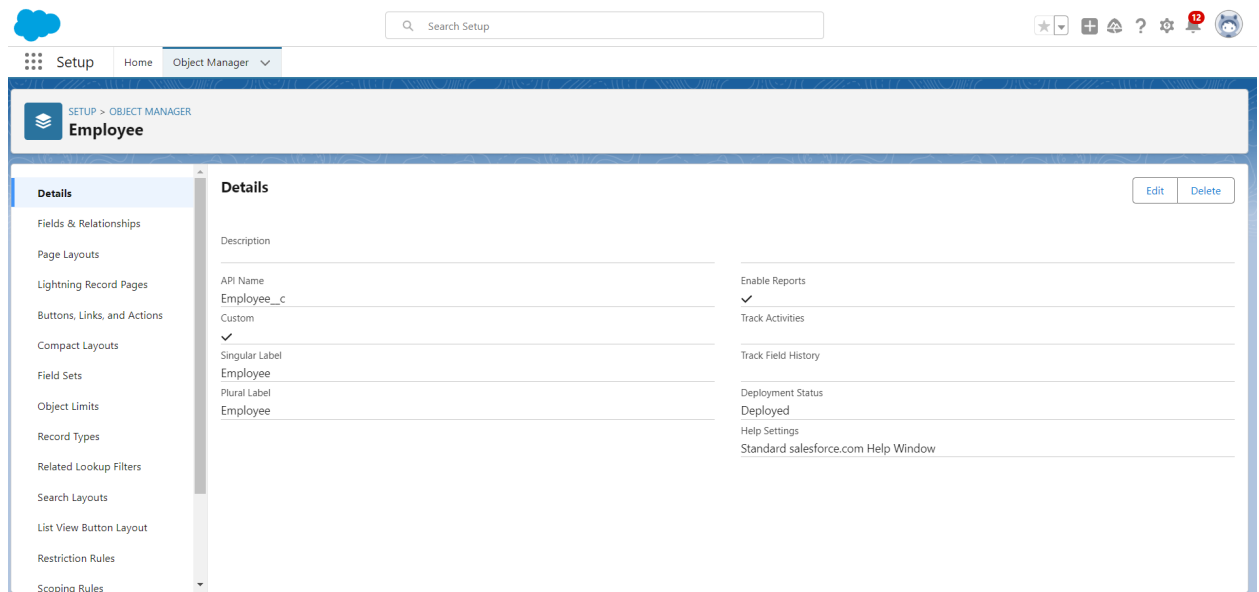 Search Setup
12
Setup
Home
Object Manager
SETUP > OBJECT MANAGER
Employee
Details
Fields & Relationships
Page Layouts
Lightning Record Pages
Buttons, Links, and Actions
Compact Layouts
Field Sets
Object Limits
Record Types
Related Lookup Filters
Search Layouts
List View Button Layout
Restriction Rules
Scoping Rules
Details
Edit
Delete
Description
API Name
Employee__c
Custom
Singular Label
Employee
Plural Label
Employee
Enable Reports
Track Activities
Track Field History
Deployment Status
Deployed
Help Settings
Standard salesforce.com Help Window